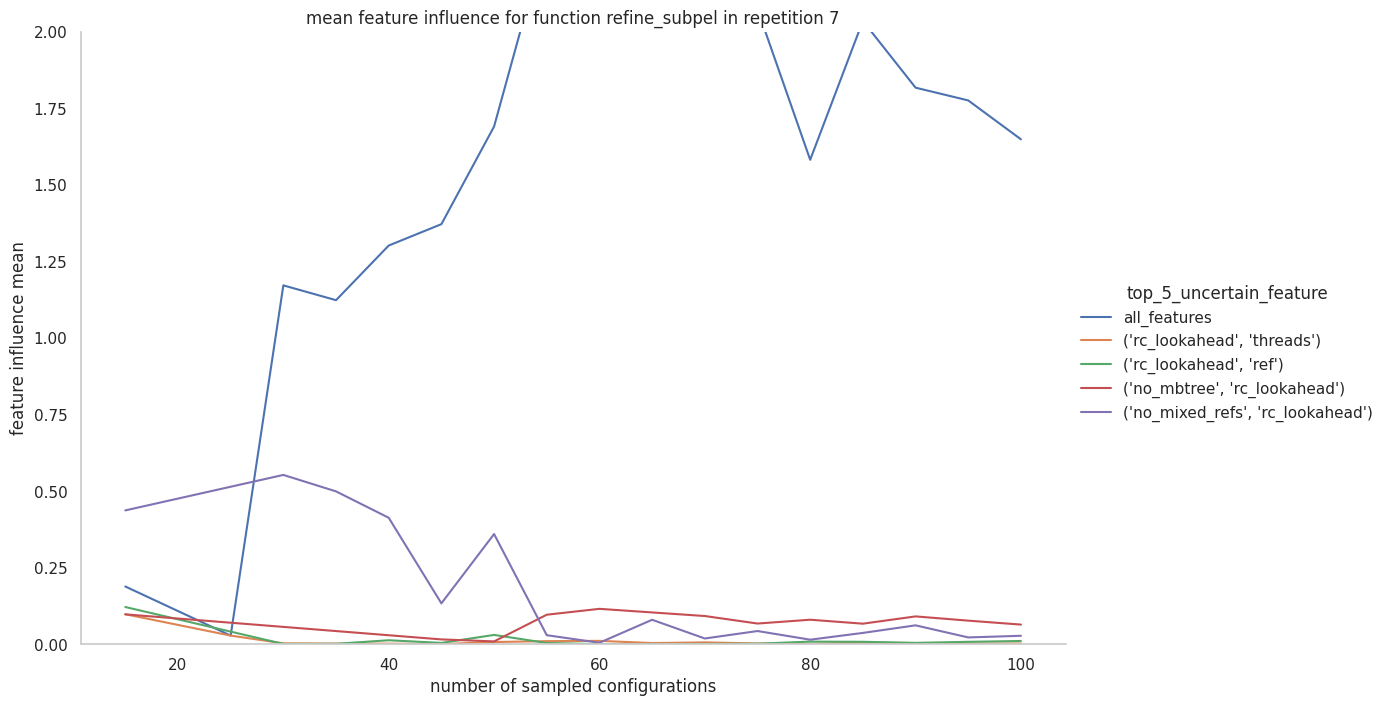 mean feature influence for function refine_subpel in repetition 7
2.00
1.75
1.50
1.25
1.00
0.75
0.50
0.25
0.00
feature influence mean
20
40
60
80
100
number of sampled configurations
top_5_uncertain_feature
all_features
('rc_lookahead', 'threads')
('rc_lookahead', 'ref')
('no_mbtree', 'rc_lookahead')
('no_mixed_refs', 'rc_lookahead')